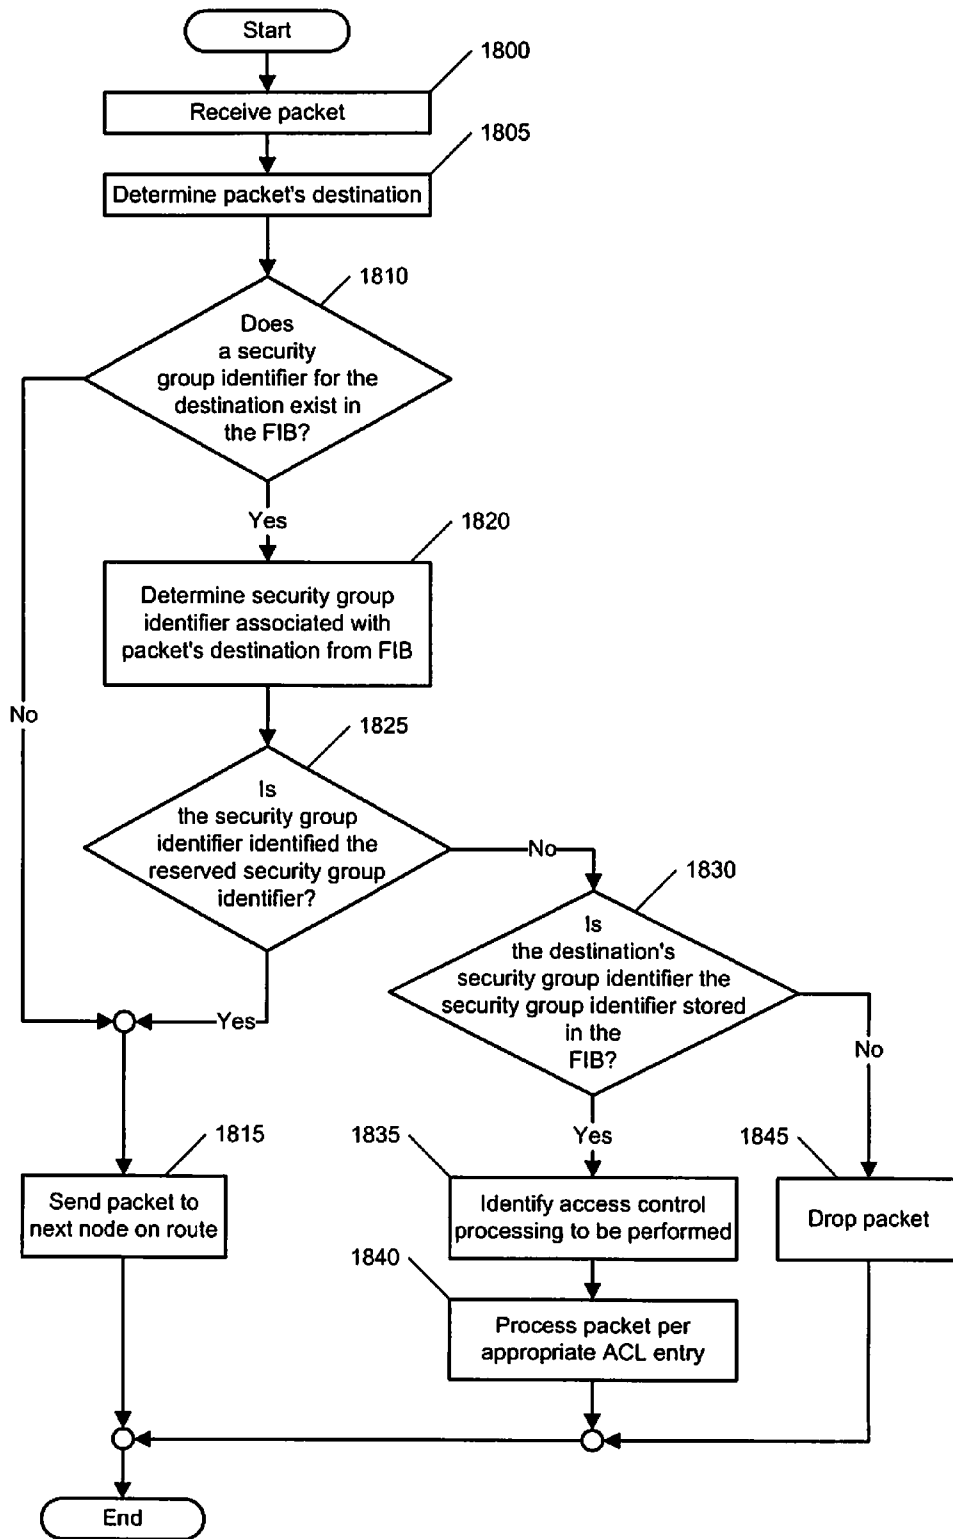 Start
1800
Receive packet
1805
Determine packet's destination
1810
Does
a security
group identifier for the
destination exist in
the FIB?
Yes
1820
Determine security group
identifier associated with
packet's destination from FIB
No
1825
Is
the security group
identifier identified the
reserved security group
identifier?
No
1830
Is
the destination's
security group identifier the
security group identifier stored
in the
FIB?
Yes
No
Yes
1815
Send packet to
next node on route
1835
Identify access control
processing to be performed
1845
Drop packet
1840
Process packet per
appropriate ACL entry
End